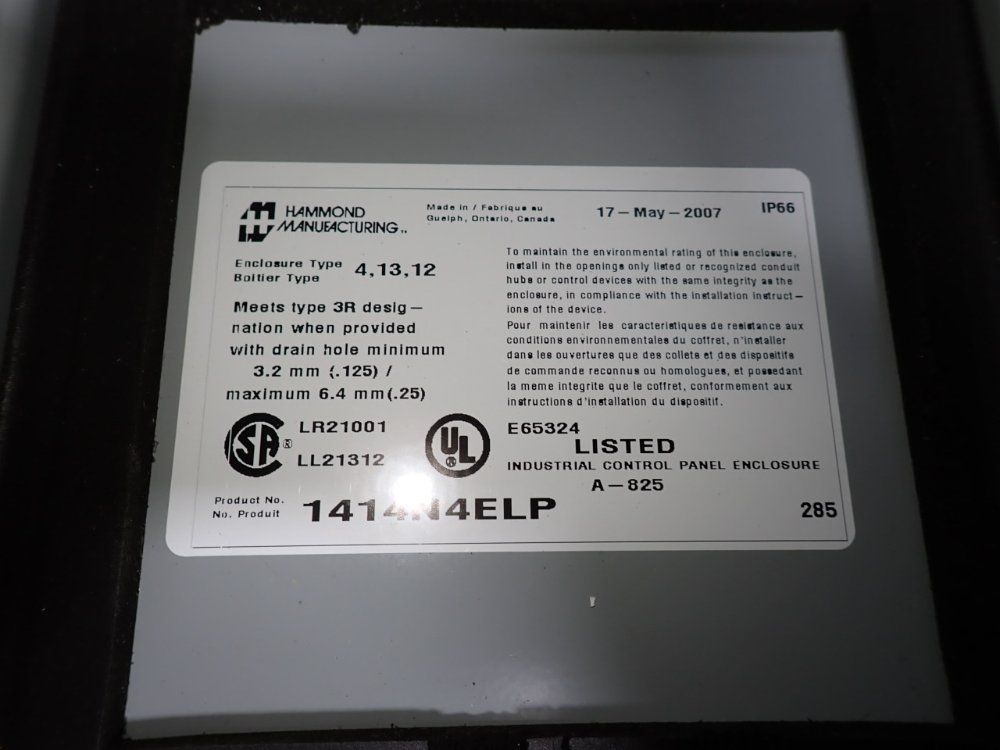 HAMMOND
MANUFACTURING™
Made in / Fabrique au
Guelph, Ontario, Canada
17-May-2007
IP66
Enclosure Type
Boitier Type
4,13,12
Meets type 3R desig-
nation when provided
with drain hole minimum
3.2 mm (.125) /
maximum 6.4 mm(.25)
To maintain the environmental rating of this enclosure,
install in the openings only listed or recognized conduit
hubs or control devices with the same integrity as the
enclosure, in compliance with the installation instruct-
ions of the device.
Pour maintenir les caracteristiques de resistance aux
conditions environnementales du coffret, n'installer
dans les ouvertures que des collets et des dispositifs
de commande reconnus ou homologues, et possedant
la meme integrite que le coffret, conformement aux
instructions d'installation du dispositif.
CSA®
LR21001
LL21312
UL®
E65324
LISTED
INDUSTRIAL CONTROL PANEL ENCLOSURE
A-825
Product No.
No. Produit
1414N4ELP
285